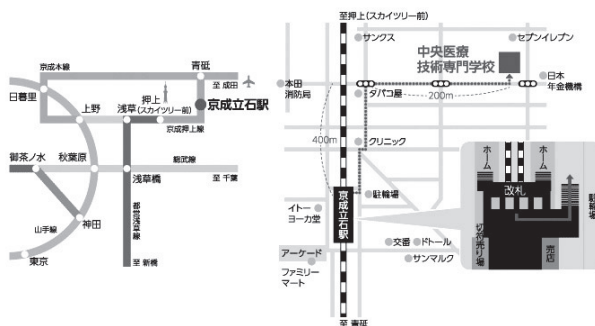 京成本線
青砥
至 成田
日暮里
押上
(スカイツリー前)
上野
浅草
京成立石駅
京成押上線
御茶ノ水
秋葉原
総武線
浅草橋
至 千葉
都営浅草線
神田
山手線
東京
至 新橋
至 押上(スカイツリー前)
サンクス
セブンイレブン
中央医療
技術専門学校
本田
消防局
タバコ屋
200m
日本
年金機構
400m
クリニック
駐輪場
イトー
ヨーカ堂
京成立石駅
交番
ドトール
サンマルク
アーケード
ファミリー
マート
至 青砥
ホーム
ホーム
改札
切符売り場
売店
駐輪場